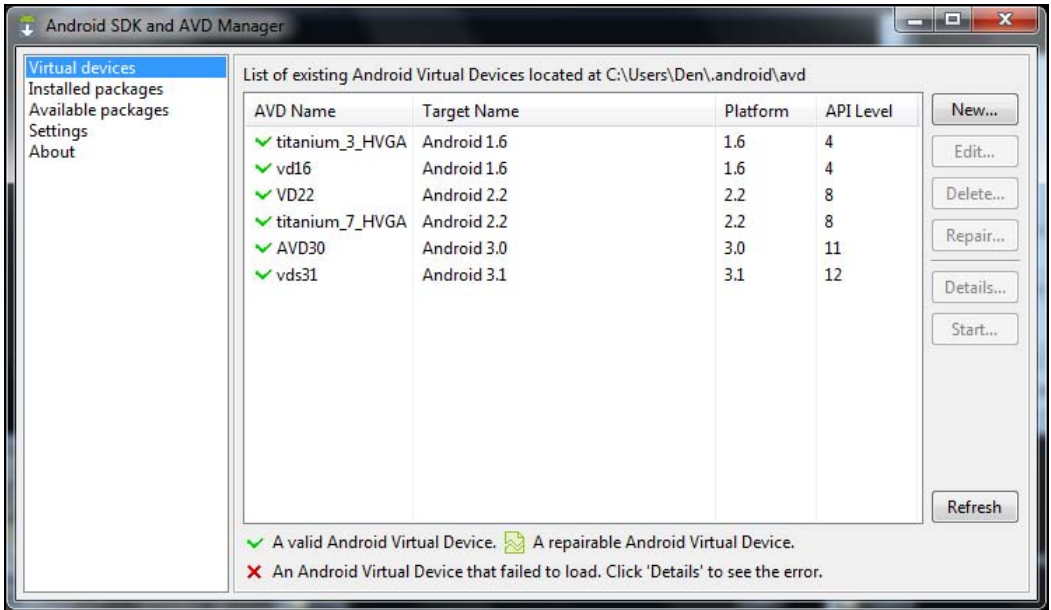 Android SDK and AVD Manager
Virtual devices
Installed packages
Available packages
Settings
About
List of existing Android Virtual Devices located at C:\Users\Den\.android\avd
AVD Name Target Name Platform API Level
titanium_3_HVGA Android 1.6 1.6 4
vd16 Android 1.6 1.6 4
VD22 Android 2.2 2.2 8
titanium_7_HVGA Android 2.2 2.2 8
AVD30 Android 3.0 3.0 11
vds31 Android 3.1 3.1 12
New...
Edit...
Delete...
Repair...
Details...
Start...
Refresh
A valid Android Virtual Device. A repairable Android Virtual Device.
An Android Virtual Device that failed to load. Click 'Details' to see the error.